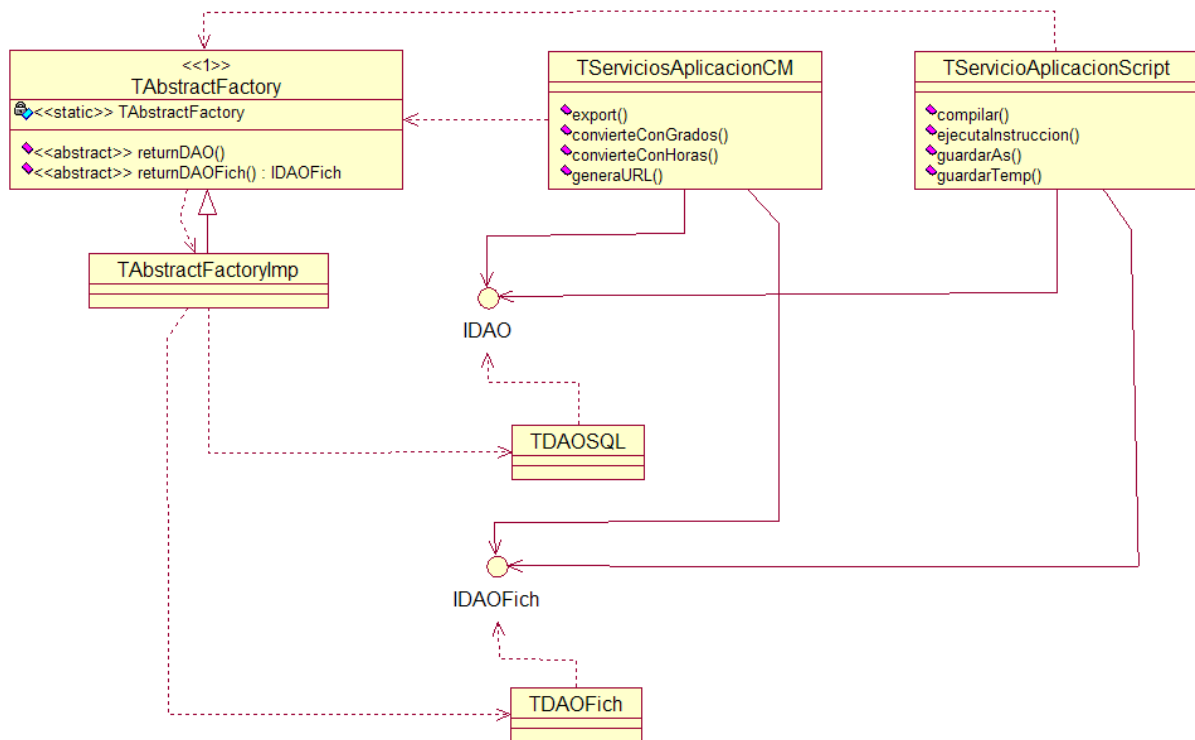 <<1>>
TAbstractFactory
<<static>> TAbstractFactory
<<abstract>> returnDAO()
<<abstract>> returnDAOFich() : IDAOFich
TServiciosAplicacionCM
export()
convierteConGrados()
convierteConHoras()
generaURL()
TServicioAplicacionScript
compilar()
ejecutaInstruccion()
guardarAs()
guardarTemp()
TAbstractFactoryImp
IDAO
TDAOSQL
IDAOFich
TDAOFich